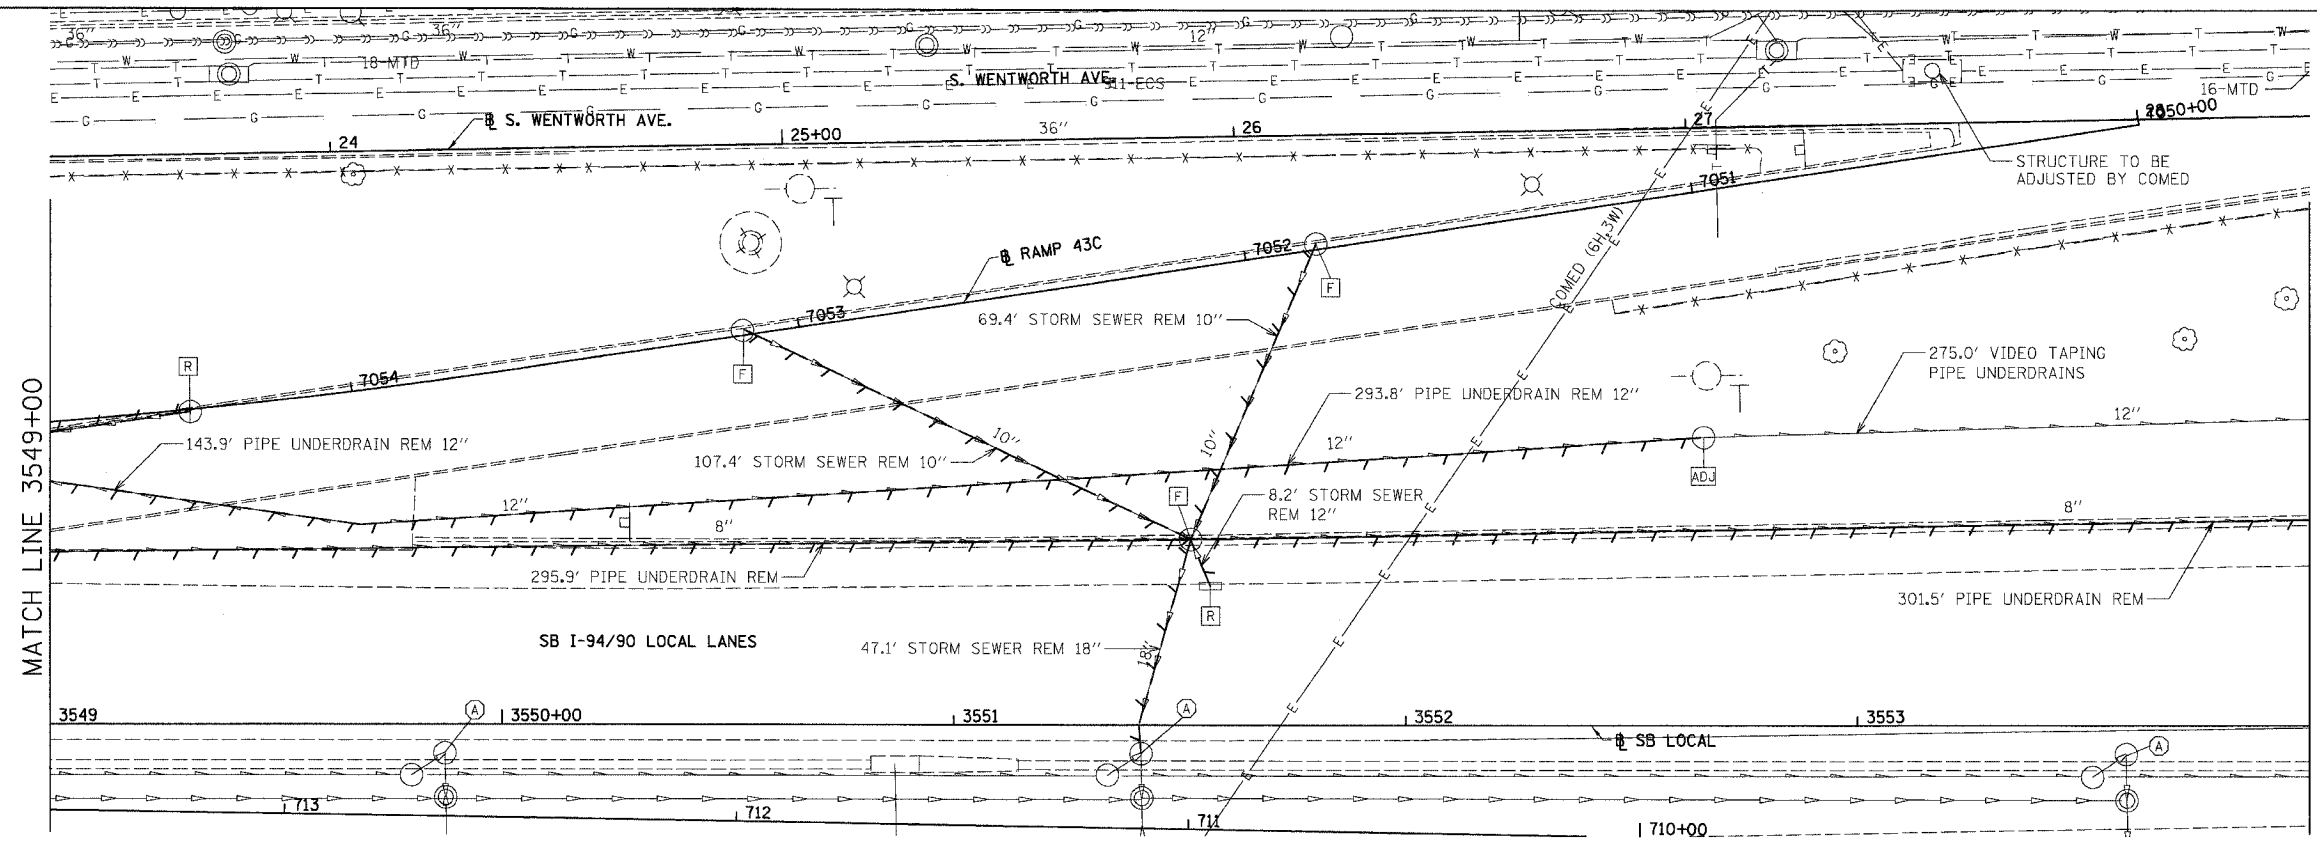 36"
36"
12"
18-MTD
S. WENTWORTH AVE.
911-ECS
16-MTD
℄ S. WENTWORTH AVE.
24
25+00
36"
26
27
28
7050+00
STRUCTURE TO BE
ADJUSTED BY COMED
7051
COMED (6H,3W)
℄ RAMP 43C
7052
F
7053
69.4' STORM SEWER REM 10"
275.0' VIDEO TAPING
PIPE UNDERDRAINS
R
F
7054
293.8' PIPE UNDERDRAIN REM 12"
12"
MATCH LINE 3549+00
143.9' PIPE UNDERDRAIN REM 12"
10"
10"
12"
107.4' STORM SEWER REM 10"
ADJ
12"
F
8.2' STORM SEWER
REM 12"
8"
8"
295.9' PIPE UNDERDRAIN REM
R
301.5' PIPE UNDERDRAIN REM
SB I-94/90 LOCAL LANES
47.1' STORM SEWER REM 18"
18"
3549
A
3550+00
3551
A
3552
3553
℄ SB LOCAL
A
713
712
711
710+00